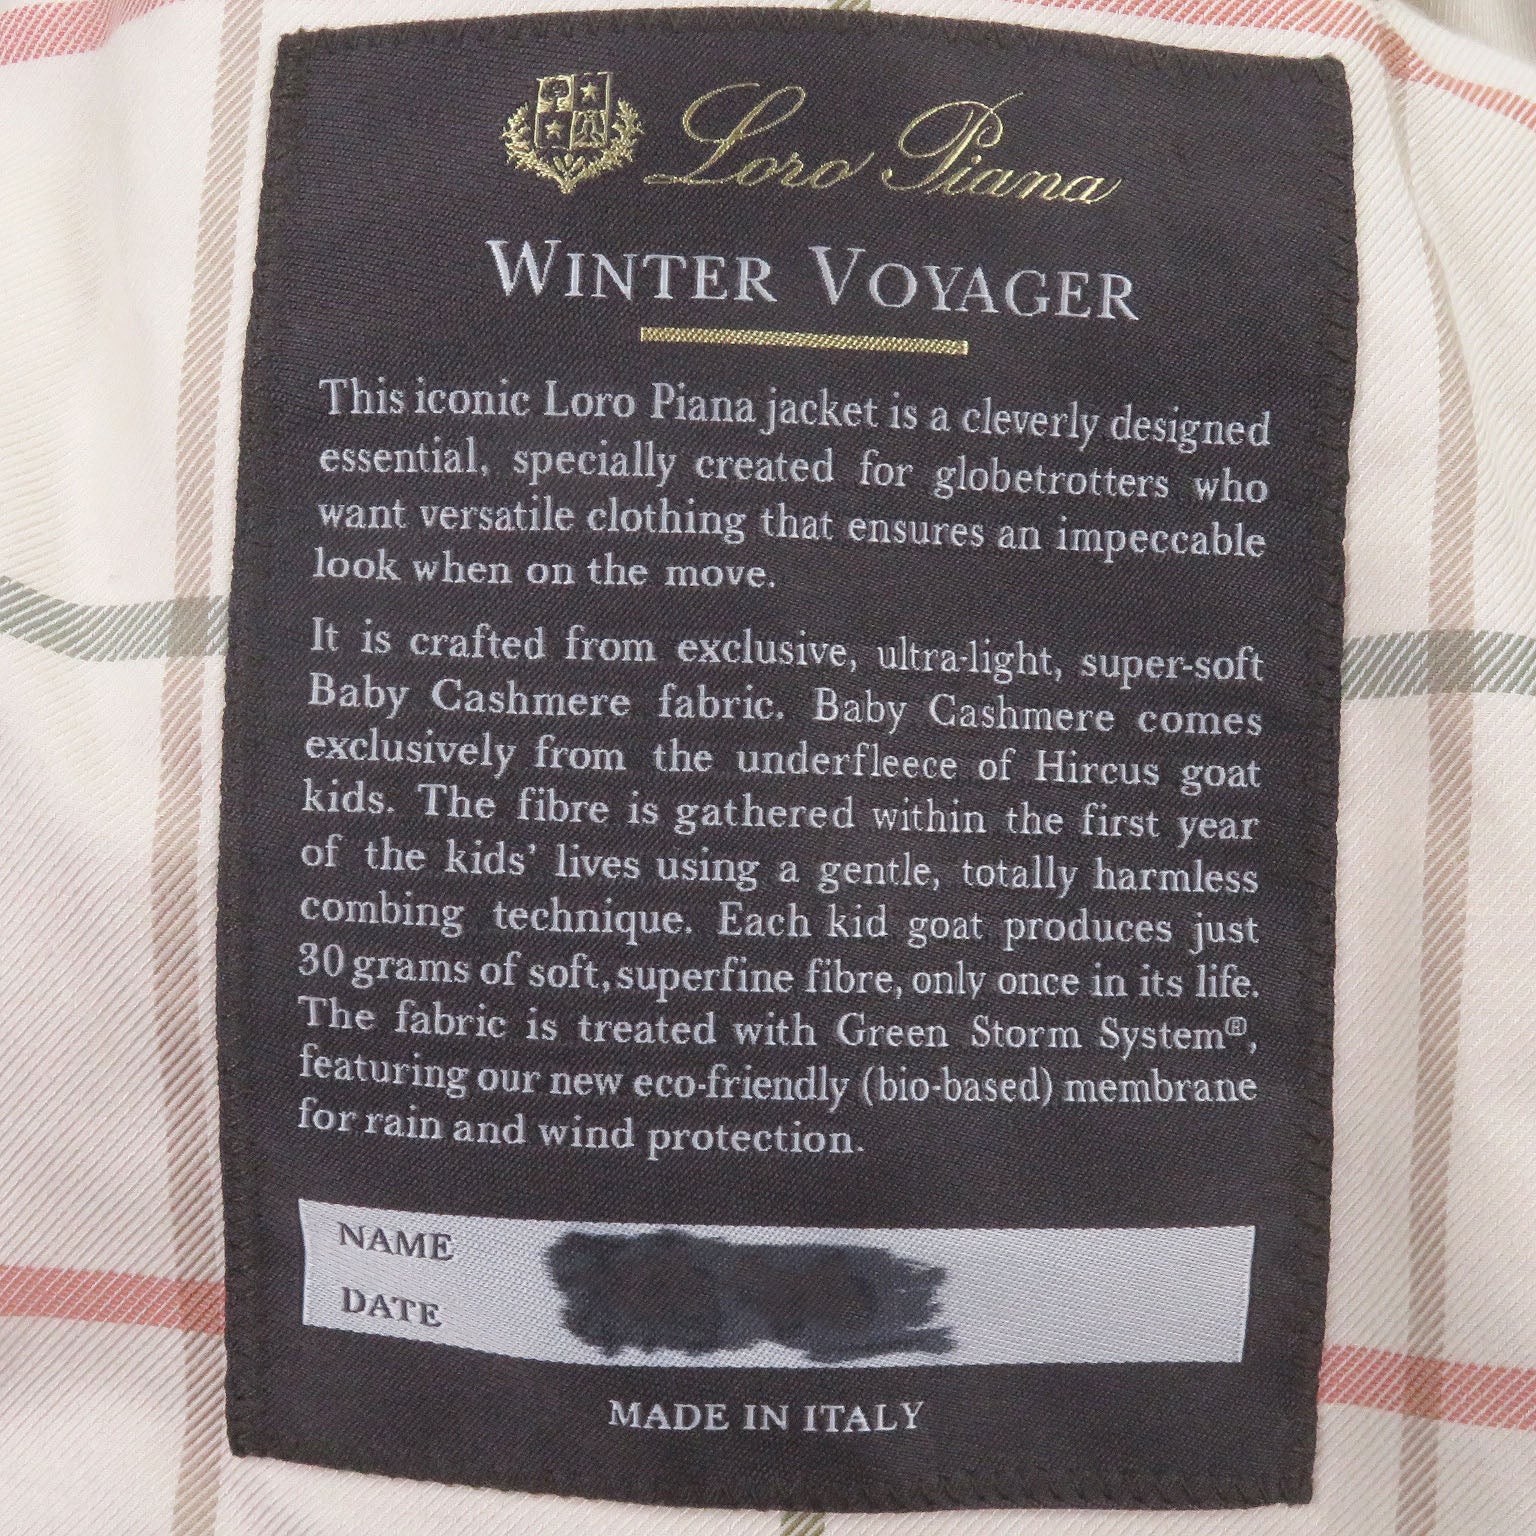 Loro Piana
WINTER VOYAGER
This iconic Loro Piana jacket is a cleverly designed
essential, specially created for globetrotters who
want versatile clothing that ensures an impeccable
look when on the move.
It is crafted from exclusive, ultra-light, super-soft
Baby Cashmere fabric. Baby Cashmere comes
exclusively from the underfleece of Hircus goat
kids. The fibre is gathered within the first year
of the kids' lives using a gentle, totally harmless
combing technique. Each kid goat produces just
30 grams of soft, superfine fibre, only once in its life.
The fabric is treated with Green Storm System®,
featuring our new eco-friendly (bio-based) membrane
for rain and wind protection.
NAME
DATE
MADE IN ITALY